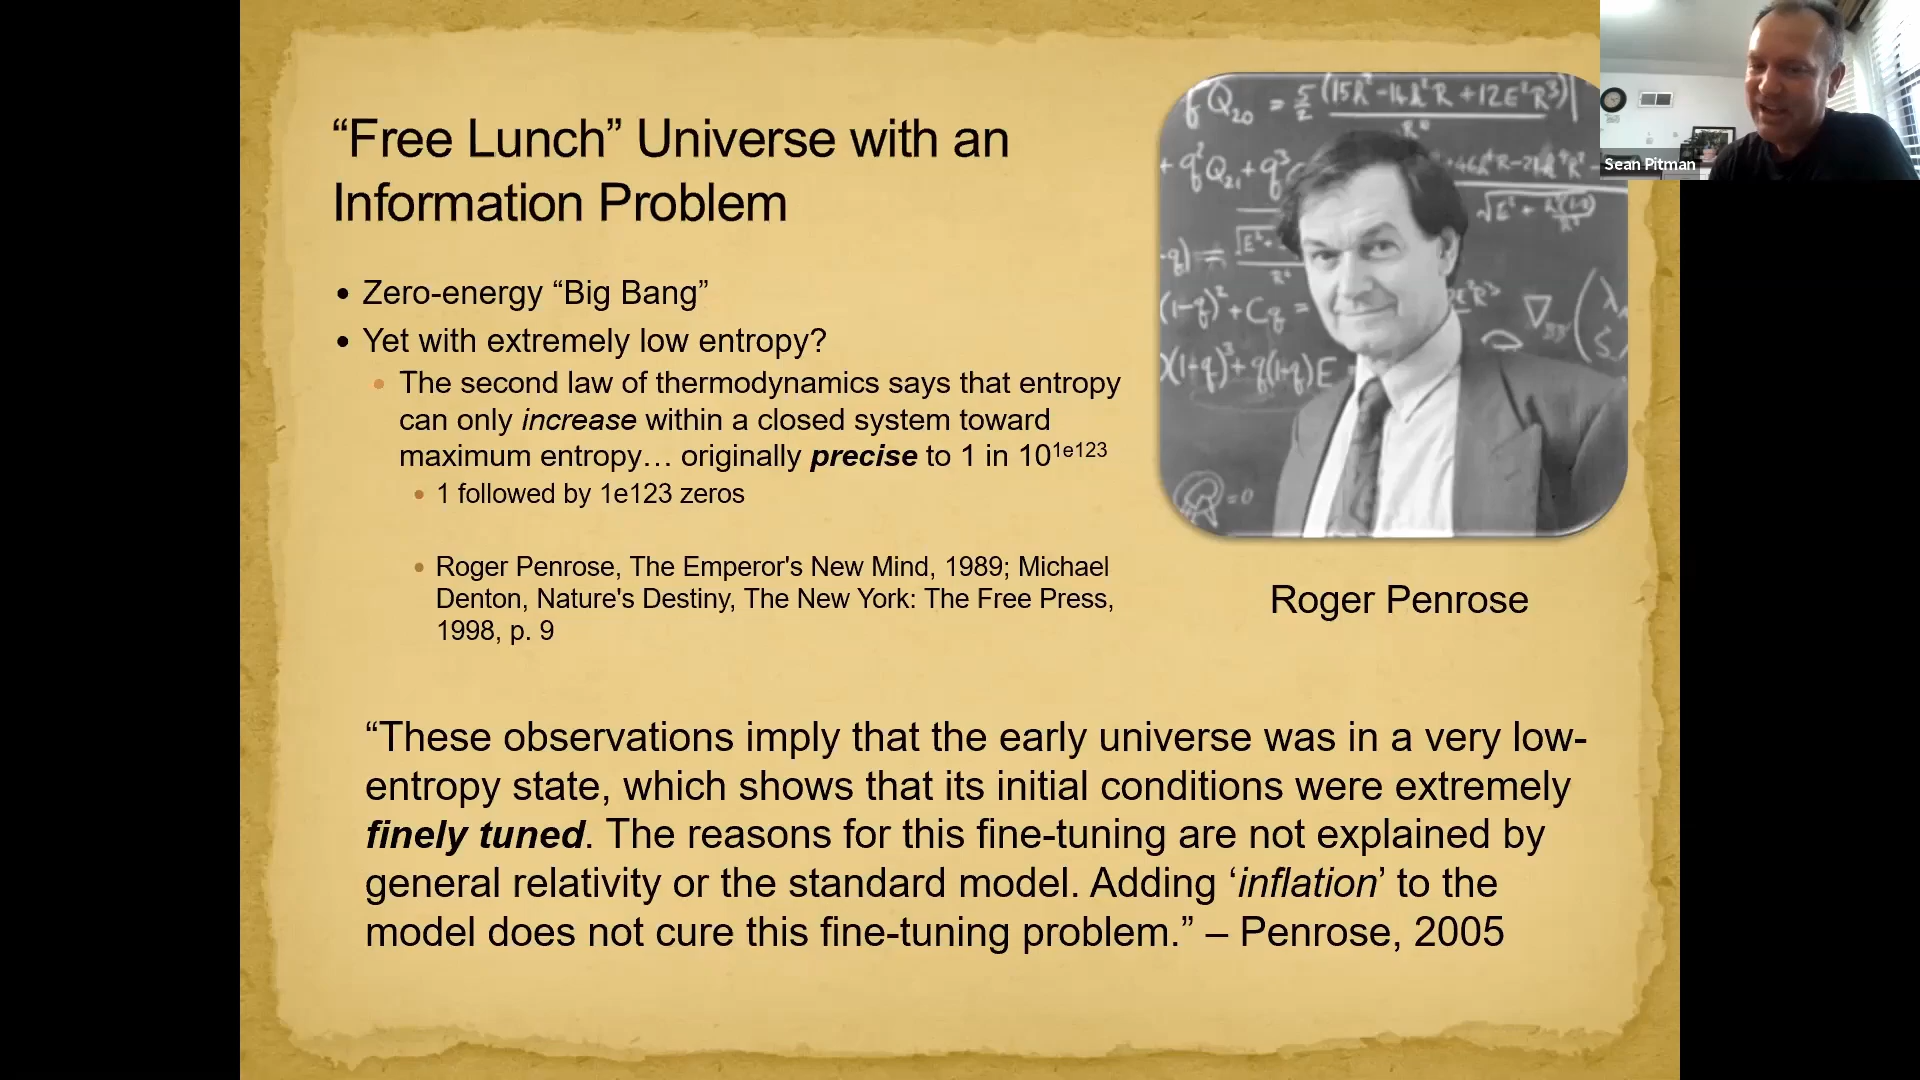 “Free Lunch” Universe with an
Information Problem
• Zero-energy “Big Bang”
• Yet with extremely low entropy?
• The second law of thermodynamics says that entropy
can only increase within a closed system toward
maximum entropy… originally precise to 1 in 10^1e123
• 1 followed by 1e123 zeros
• Roger Penrose, The Emperor's New Mind, 1989; Michael
Denton, Nature's Destiny, The New York: The Free Press,
1998, p. 9
Roger Penrose
“These observations imply that the early universe was in a very low-
entropy state, which shows that its initial conditions were extremely
finely tuned. The reasons for this fine-tuning are not explained by
general relativity or the standard model. Adding ‘inflation’ to the
model does not cure this fine-tuning problem.” – Penrose, 2005
Sean Pitman